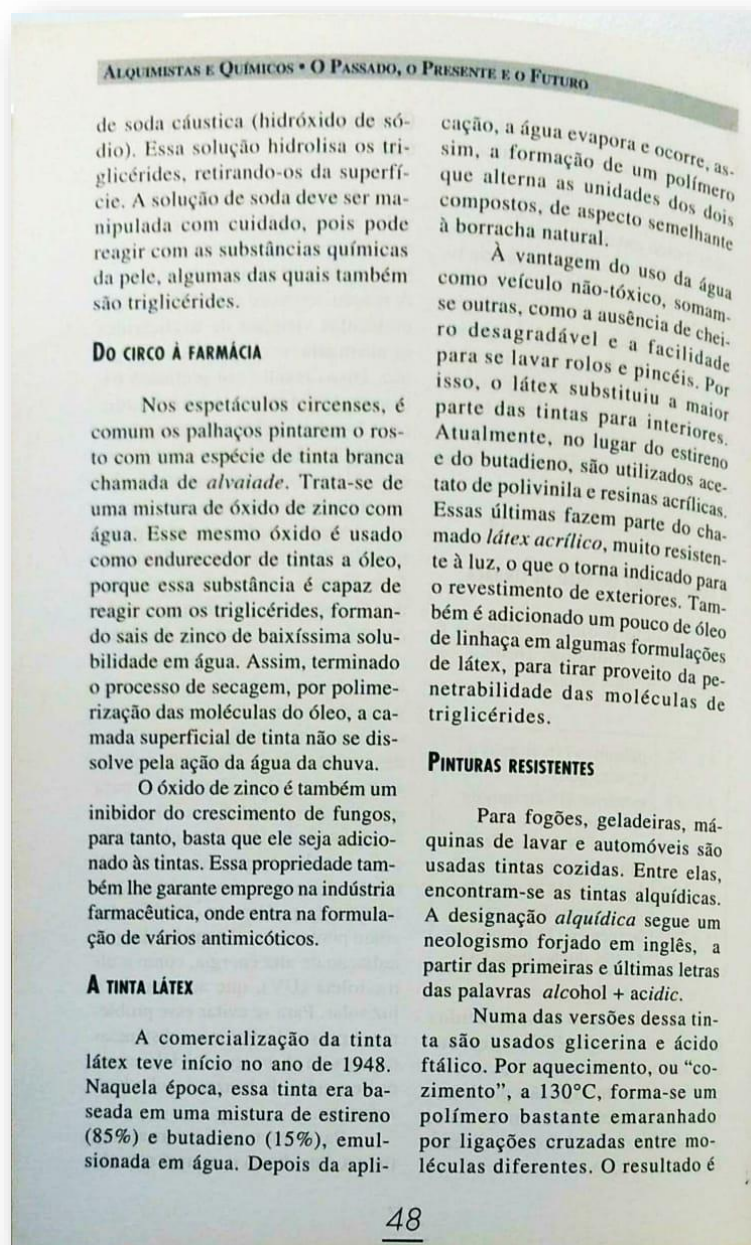 ALQUIMISTAS E QUÍMICOS • O PASSADO, O PRESENTE E O FUTURO
de soda cáustica (hidróxido de só-
dio). Essa solução hidrolisa os tri-
glicérides, retirando-os da superfí-
cie. A solução de soda deve ser ma-
nipulada com cuidado, pois pode
reagir com as substâncias químicas
da pele, algumas das quais também
são triglicérides.
DO CIRCO À FARMÁCIA
Nos espetáculos circenses, é
comum os palhaços pintarem o ros-
to com uma espécie de tinta branca
chamada de alvaiade. Trata-se de
uma mistura de óxido de zinco com
água. Esse mesmo óxido é usado
como endurecedor de tintas a óleo,
porque essa substância é capaz de
reagir com os triglicérides, forman-
do sais de zinco de baixíssima solu-
bilidade em água. Assim, terminado
o processo de secagem, por polime-
rização das moléculas do óleo, a ca-
mada superficial de tinta não se dis-
solve pela ação da água da chuva.
O óxido de zinco é também um
inibidor do crescimento de fungos,
para tanto, basta que ele seja adicio-
nado às tintas. Essa propriedade tam-
bém lhe garante emprego na indústria
farmacêutica, onde entra na formula-
ção de vários antimicóticos.
A TINTA LÁTEX
A comercialização da tinta
látex teve início no ano de 1948.
Naquela época, essa tinta era ba-
seada em uma mistura de estireno
(85%) e butadieno (15%), emul-
sionada em água. Depois da apli-
cação, a água evapora e ocorre, as-
sim, a formação de um polímero
que alterna as unidades dos dois
compostos, de aspecto semelhante
à borracha natural.
À vantagem do uso da água
como veículo não-tóxico, somam-
se outras, como a ausência de chei-
ro desagradável e a facilidade
para se lavar rolos e pincéis. Por
isso, o látex substituiu a maior
parte das tintas para interiores.
Atualmente, no lugar do estireno
e do butadieno, são utilizados ace-
tato de polivinila e resinas acrílicas.
Essas últimas fazem parte do cha-
mado látex acrílico, muito resisten-
te à luz, o que o torna indicado para
o revestimento de exteriores. Tam-
bém é adicionado um pouco de óleo
de linhaça em algumas formulações
de látex, para tirar proveito da pe-
netrabilidade das moléculas de
triglicérides.
PINTURAS RESISTENTES
Para fogões, geladeiras, má-
quinas de lavar e automóveis são
usadas tintas cozidas. Entre elas,
encontram-se as tintas alquídicas.
A designação alquídica segue um
neologismo forjado em inglês, a
partir das primeiras e últimas letras
das palavras alcohol + acidic.
Numa das versões dessa tin-
ta são usados glicerina e ácido
ftálico. Por aquecimento, ou “co-
zimento”, a 130°C, forma-se um
polímero bastante emaranhado
por ligações cruzadas entre mo-
léculas diferentes. O resultado é
48